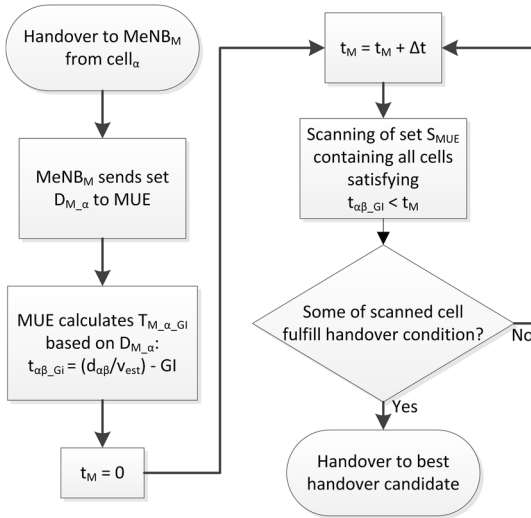 Handover to MeNB_M
from cell_α
MeNB_M sends set
D_M_α to MUE
MUE calculates T_M_α_GI
based on D_M_α:
t_αβ_Gi = (d_αβ/v_est) - GI
t_M = 0
t_M = t_M + Δt
Scanning of set S_MUE
containing all cells
satisfying
t_αβ_GI < t_M
Some of scanned cell
fulfill handover condition?
No
Yes
Handover to best
handover candidate